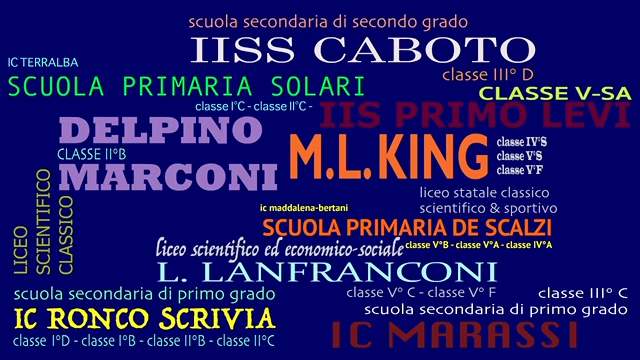 scuola secondaria di secondo grado
IISS CABOTO
IC TERRALBA
classe III° D
SCUOLA PRIMARIA SOLARI
CLASSE V-SA
classe I°C - classe II°C -
IIS PRIMO LEVI
DELPINO
CLASSE II°B
MARCONI
M.L.KING
classe IV°S
classe V°S
classe V°F
LICEO
SCIENTIFICO
CLASSICO
liceo statale classico
scientifico & sportivo
ic maddalena-bertani
SCUOLA PRIMARIA DE SCALZI
classe V°B - classe V°A - classe IV°A
liceo scientifico ed economico-sociale
L. LANFRANCONI
scuola secondaria di primo grado
IC RONCO SCRIVIA
classe I°D - classe I°B - classe II°B - classe II°C
classe V° C - classe V° F
classe III° C
scuola secondaria di primo grado
IC MARASSI